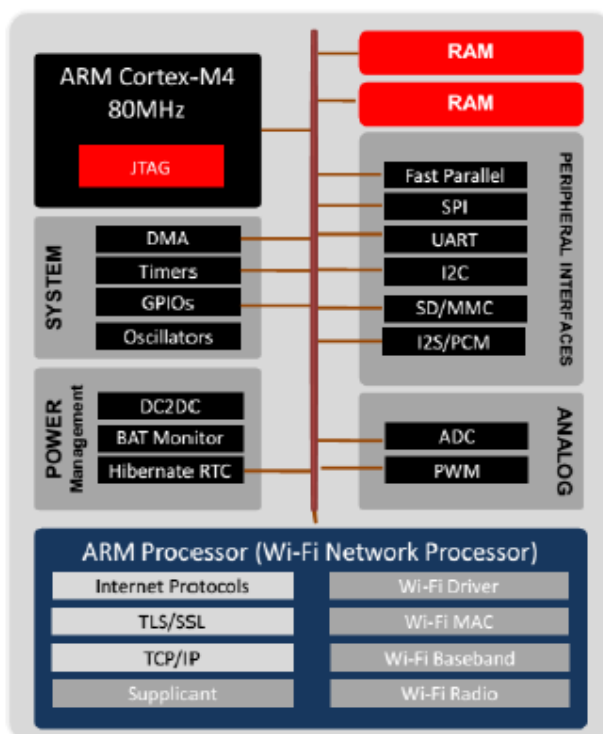 ARM Cortex-M4
80MHz
JTAG
RAM
RAM
SYSTEM
DMA
Timers
GPIOs
Oscillators
PERIPHERAL INTERFACES
Fast Parallel
SPI
UART
I2C
SD/MMC
I2S/PCM
POWER
Management
DC2DC
BAT Monitor
Hibernate RTC
ANALOG
ADC
PWM
ARM Processor (Wi-Fi Network Processor)
Internet Protocols
TLS/SSL
TCP/IP
Supplicant
Wi-Fi Driver
Wi-Fi MAC
Wi-Fi Baseband
Wi-Fi Radio